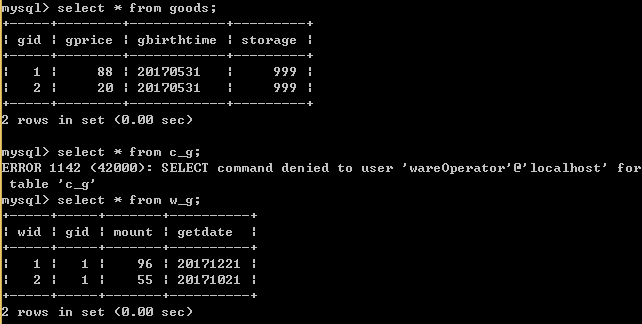 mysql> select * from goods;
+-----+--------+------------+---------+
| gid | gprice | gbirthtime | storage |
+-----+--------+------------+---------+
|   1 |     88 | 20170531   |     999 |
|   2 |     20 | 20170531   |     999 |
+-----+--------+------------+---------+
2 rows in set (0.00 sec)
mysql> select * from c_g;
ERROR 1142 (42000): SELECT command denied to user 'wareOperator'@'localhost' for
 table 'c_g'
mysql> select * from w_g;
+-----+-----+-------+----------+
| wid | gid | mount | getdate  |
+-----+-----+-------+----------+
|   1 |   1 |    96 | 20171221 |
|   2 |   1 |    55 | 20171021 |
+-----+-----+-------+----------+
2 rows in set (0.00 sec)